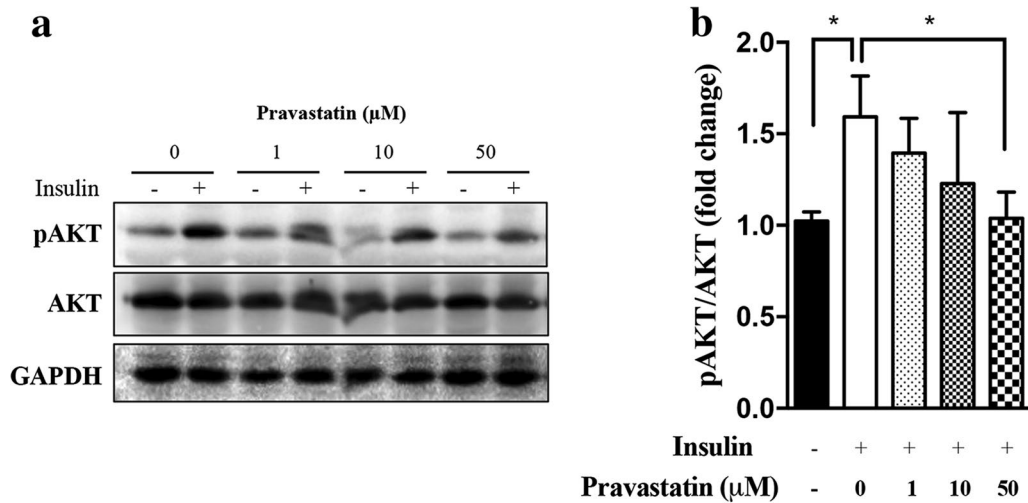 a
Pravastatin (µM)
0 1 10 50
Insulin - + - + - + - +
pAKT
AKT
GAPDH
b
* *
pAKT/AKT (fold change)
2.0
1.5
1.0
0.5
0.0
Insulin - + + + +
Pravastatin (µM) - 0 1 10 50